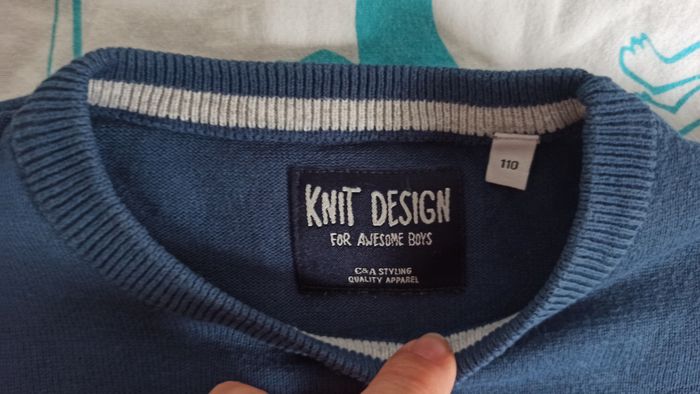 110
KNIT DESIGN
FOR AWESOME BOYS
C&A STYLING
QUALITY APPAREL